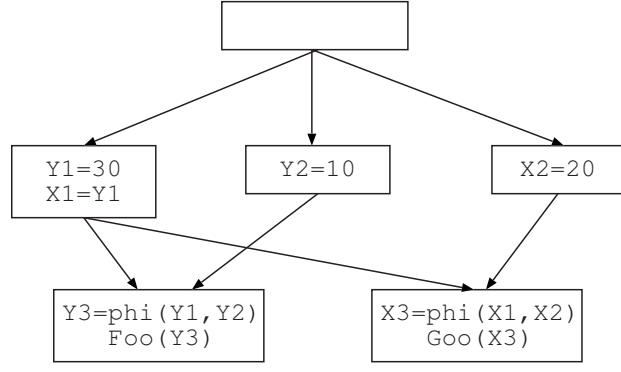 Y1=30
X1=Y1
Y2=10
X2=20
Y3=phi(Y1,Y2)
Foo(Y3)
X3=phi(X1,X2)
Goo(X3)